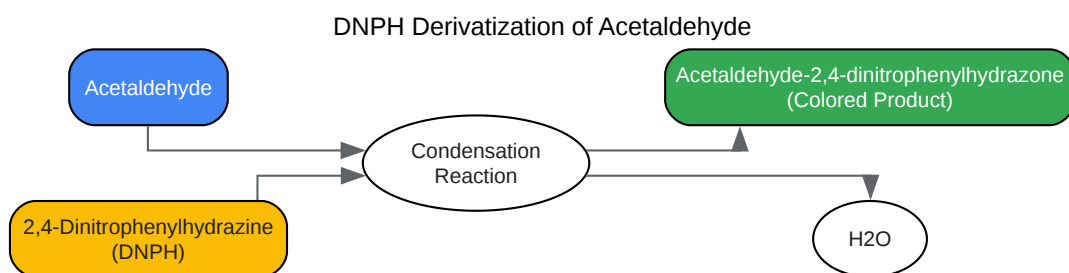 DNPH Derivatization of Acetaldehyde
Acetaldehyde
Acetaldehyde-2,4-dinitrophenylhydrazone
(Colored Product)
Condensation
Reaction
2,4-Dinitrophenylhydrazine
(DNPH)
H2O